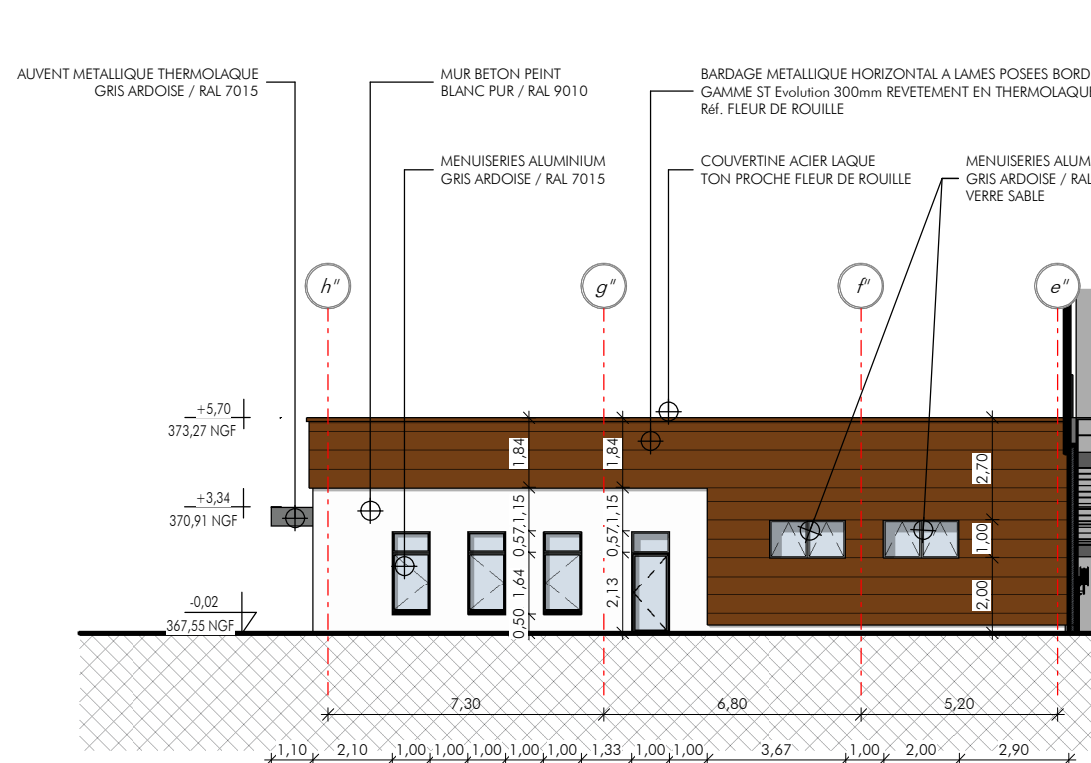 AUVENT METALLIQUE THERMOLAQUE
GRIS ARDOISE / RAL 7015
MUR BETON PEINT
BLANC PUR / RAL 9010
BARDAGE METALLIQUE HORIZONTAL A LAMES POSEES BORD
GAMME ST Evolution 300mm REVETEMENT EN THERMOLAQUE
Réf. FLEUR DE ROUILLE
MENUISERIES ALUMINIUM
GRIS ARDOISE / RAL 7015
COUVERTINE ACIER LAQUE
TON PROCHE FLEUR DE ROUILLE
MENUISERIES ALUM
GRIS ARDOISE / RAL
VERRE SABLE
h"
g"
f"
e"
+5,70
373,27 NGF
+3,34
370,91 NGF
-0,02
367,55 NGF
1,84
1,15
0,57
1,64
0,50
1,84
1,15
0,57
2,13
2,70
1,00
2,00
7,30 6,80 5,20
1,10 2,10 1,00 1,00 1,00 1,00 1,00 1,33 1,00 1,00 3,67 1,00 2,00 2,90